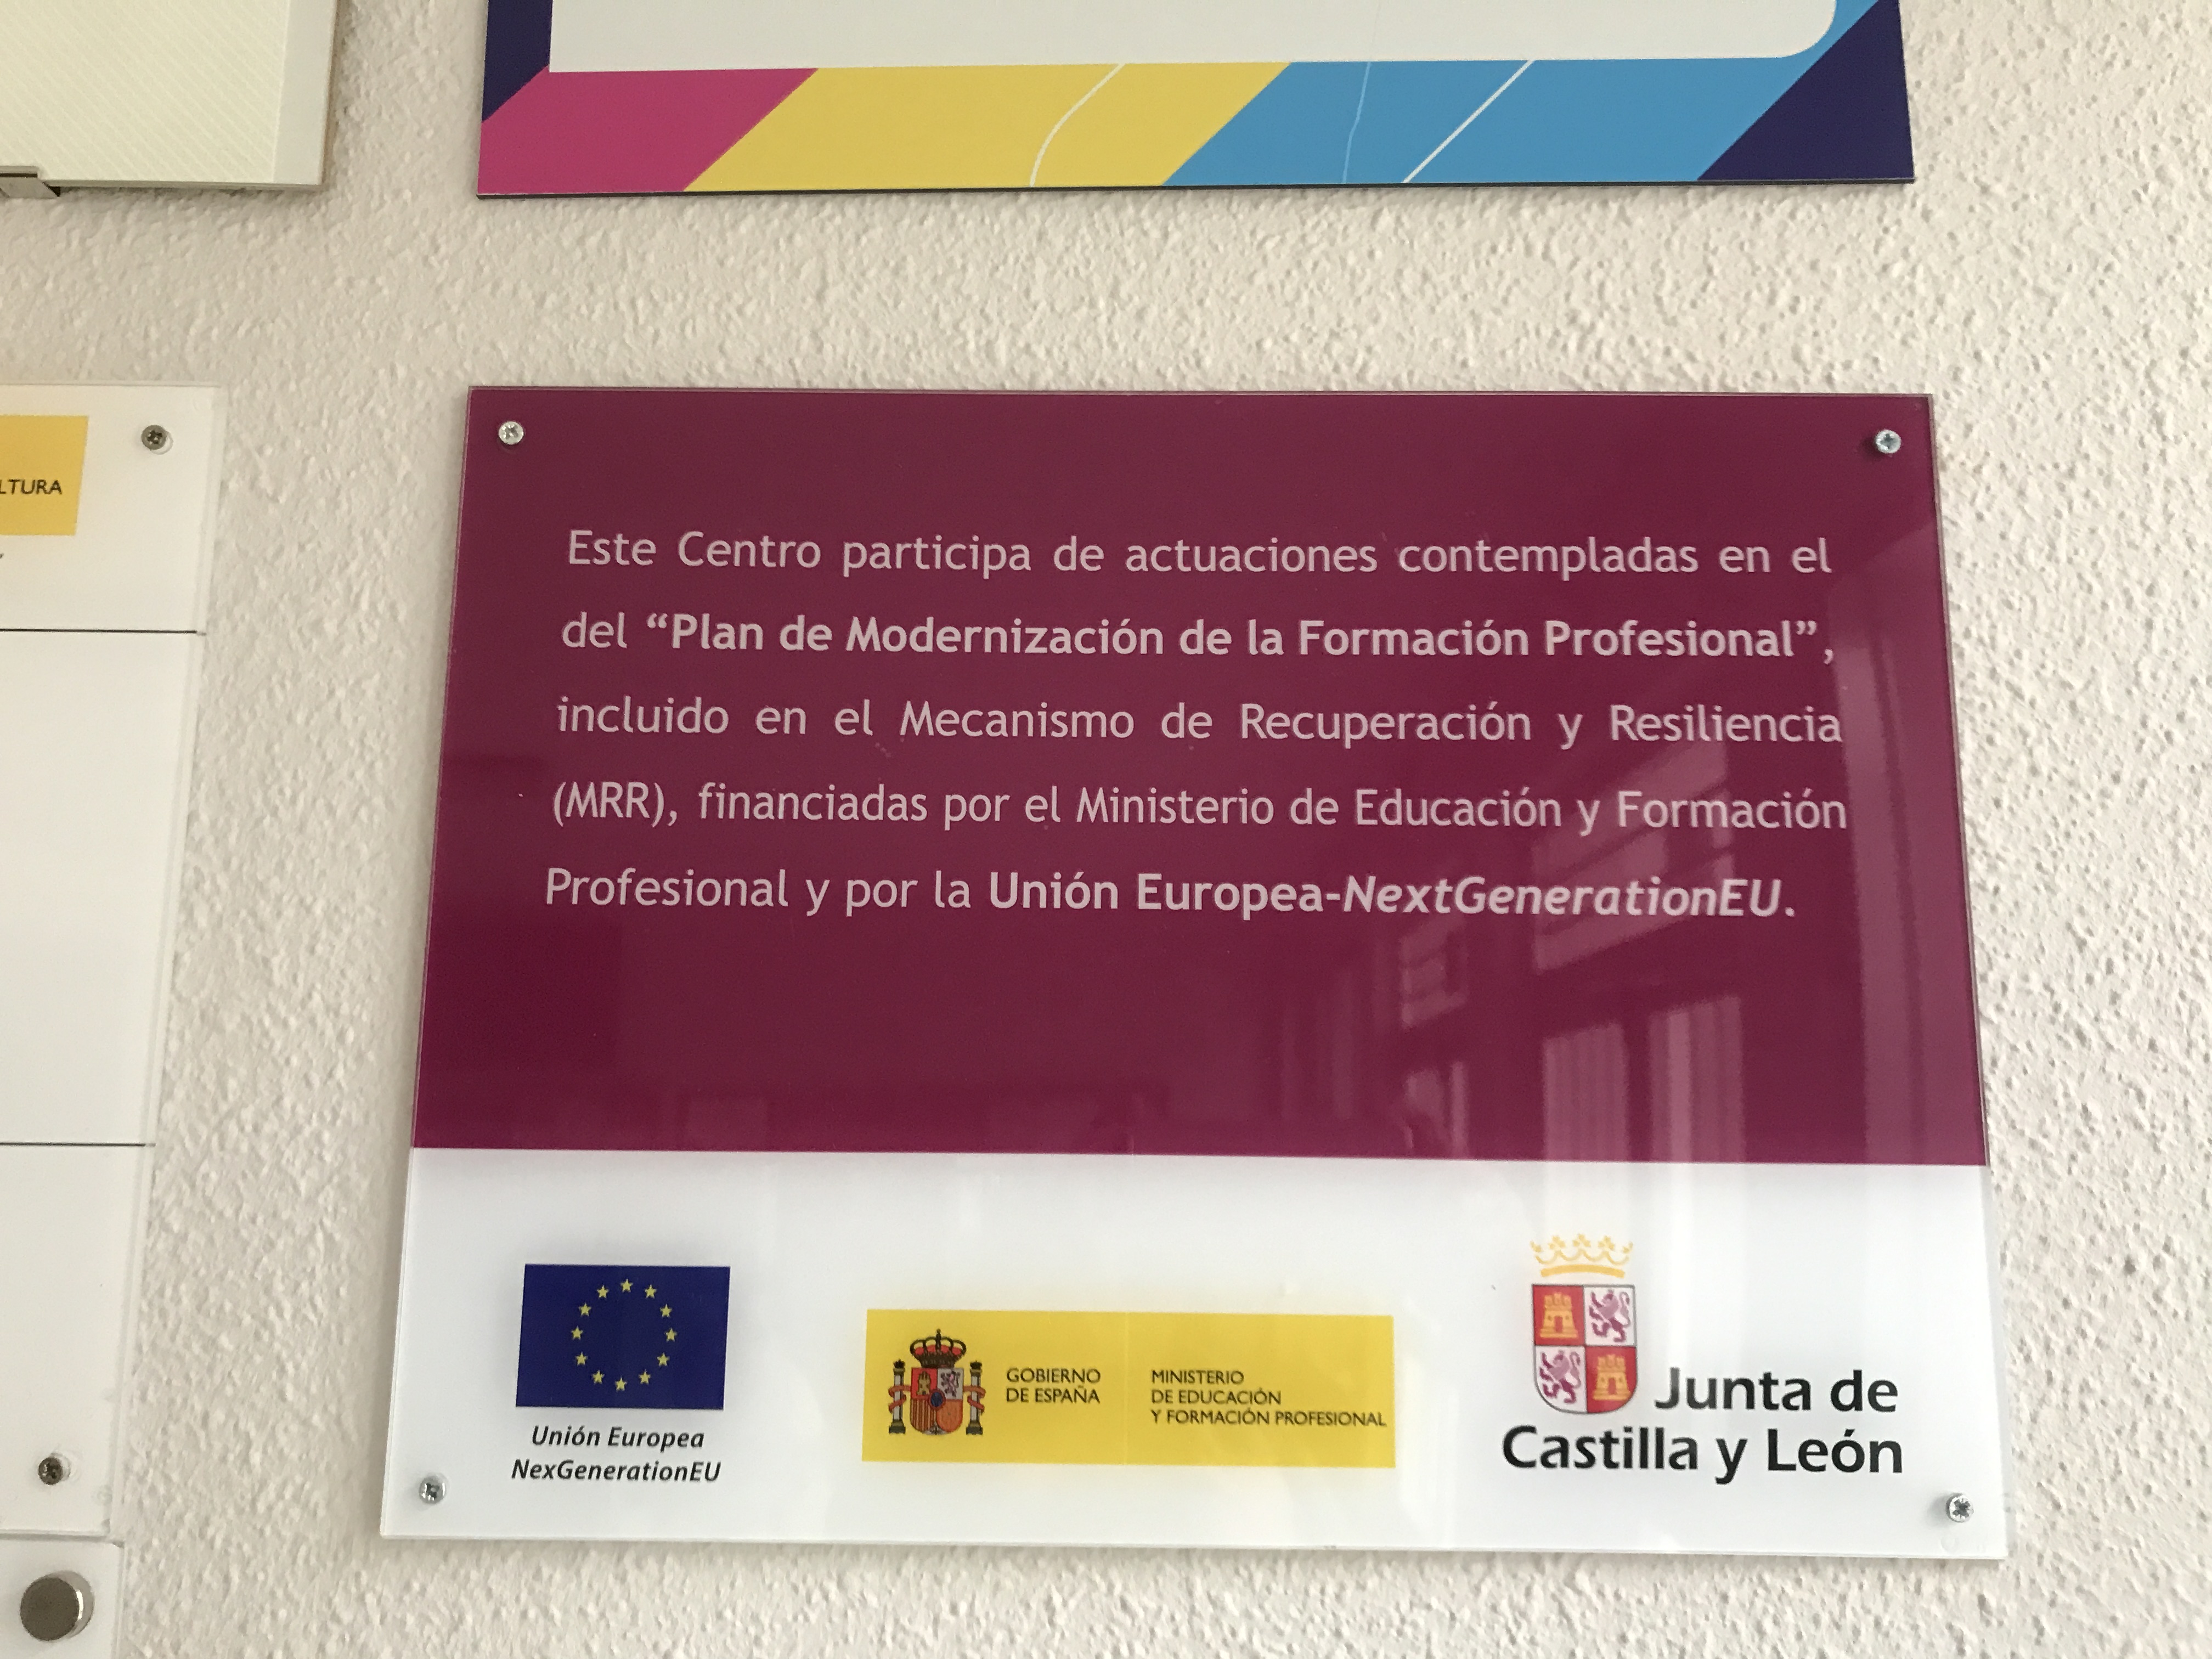 LTURA
Este Centro participa de actuaciones contempladas en el
del “Plan de Modernización de la Formación Profesional”,
incluido en el Mecanismo de Recuperación y Resiliencia
(MRR), financiadas por el Ministerio de Educación y Formación
Profesional y por la Unión Europea-NextGenerationEU.
Unión Europea
NexGenerationEU
GOBIERNO
DE ESPAÑA
MINISTERIO
DE EDUCACIÓN
Y FORMACIÓN PROFESIONAL
Junta de
Castilla y León